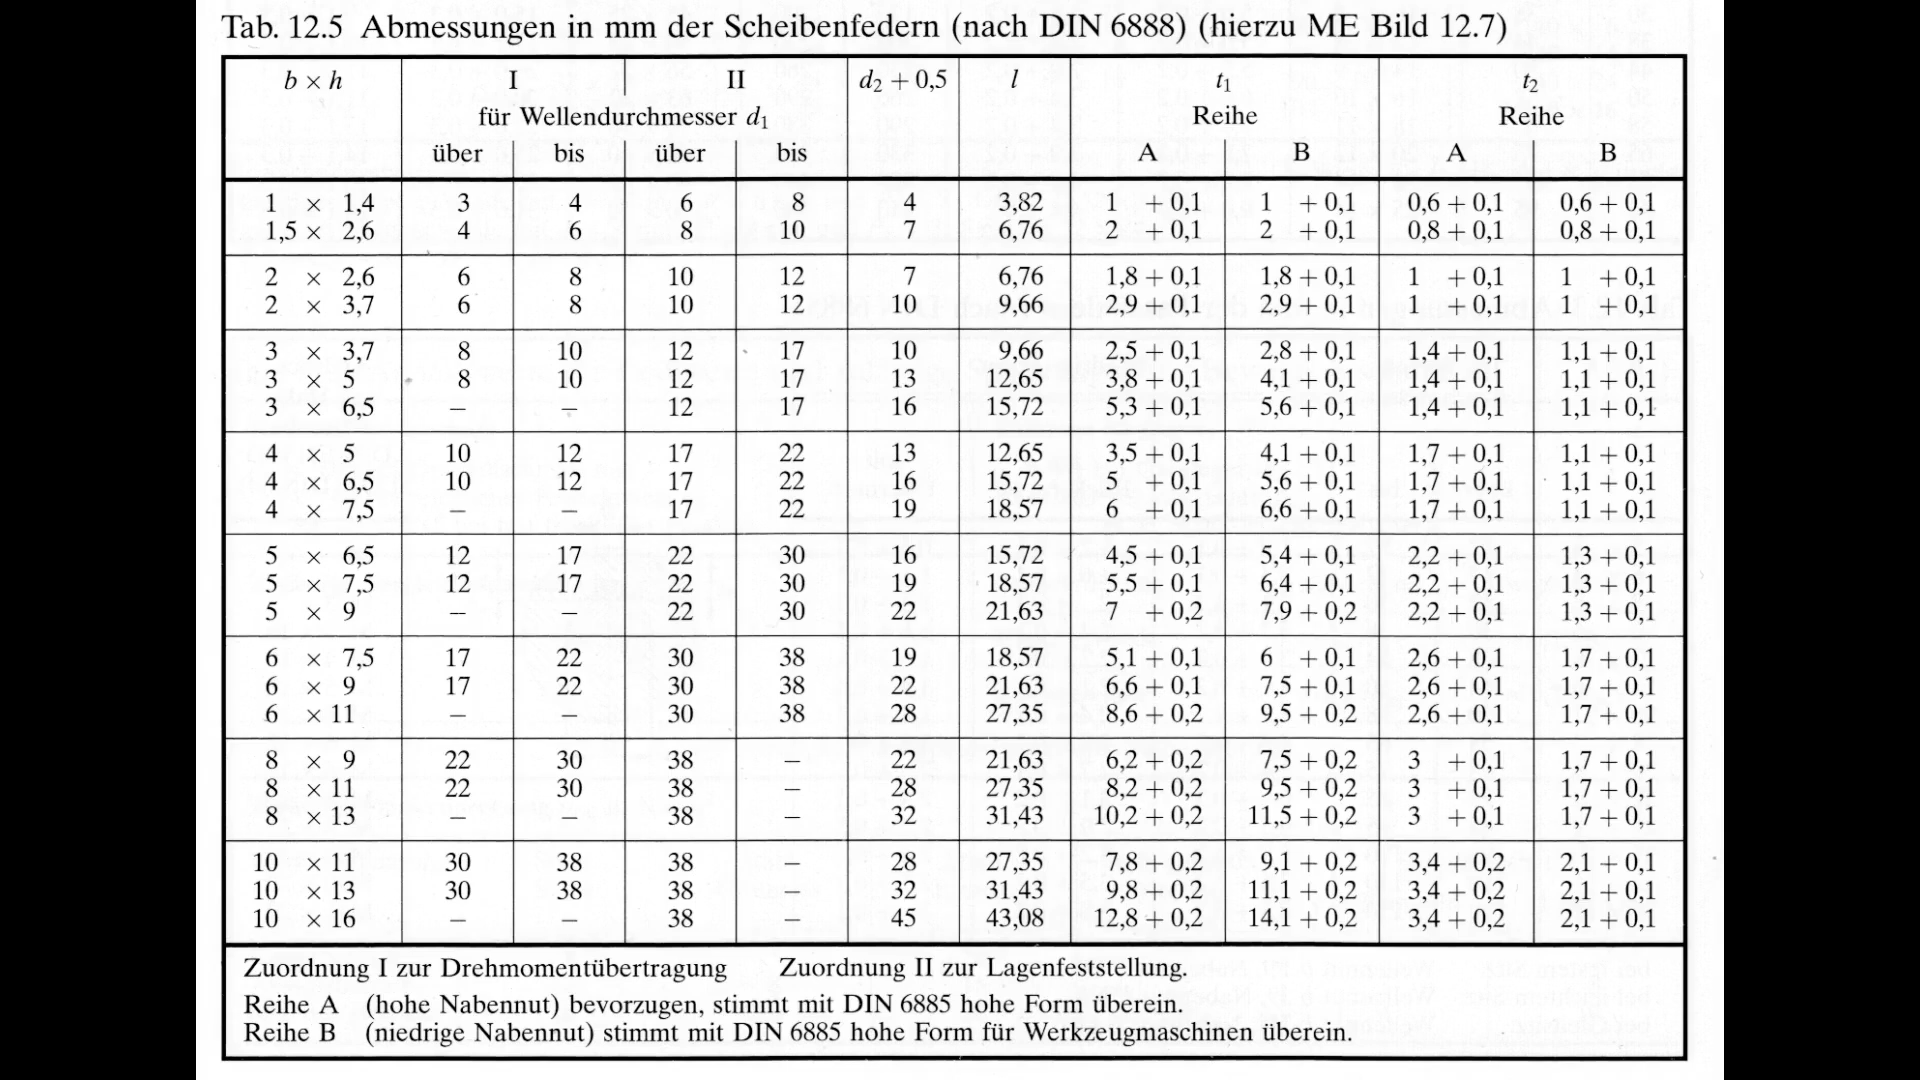 Tab. 12.5 Abmessungen in mm der Scheibenfedern (nach DIN 6888) (hierzu ME Bild 12.7)
b × h I II d₂ + 0,5 l t₁ t₂
für Wellendurchmesser d₁ Reihe Reihe
über bis über bis A B A B
1 × 1,4 3 4 6 8 4 3,82 1 + 0,1 1 + 0,1 0,6 + 0,1 0,6 + 0,1
1,5 × 2,6 4 6 8 10 7 6,76 2 + 0,1 2 + 0,1 0,8 + 0,1 0,8 + 0,1
2 × 2,6 6 8 10 12 7 6,76 1,8 + 0,1 1,8 + 0,1 1 + 0,1 1 + 0,1
2 × 3,7 6 8 10 12 10 9,66 2,9 + 0,1 2,9 + 0,1 1 + 0,1 1 + 0,1
3 × 3,7 8 10 12 17 10 9,66 2,5 + 0,1 2,8 + 0,1 1,4 + 0,1 1,1 + 0,1
3 × 5 8 10 12 17 13 12,65 3,8 + 0,1 4,1 + 0,1 1,4 + 0,1 1,1 + 0,1
3 × 6,5 – – 12 17 16 15,72 5,3 + 0,1 5,6 + 0,1 1,4 + 0,1 1,1 + 0,1
4 × 5 10 12 17 22 13 12,65 3,5 + 0,1 4,1 + 0,1 1,7 + 0,1 1,1 + 0,1
4 × 6,5 10 12 17 22 16 15,72 5 + 0,1 5,6 + 0,1 1,7 + 0,1 1,1 + 0,1
4 × 7,5 – – 17 22 19 18,57 6 + 0,1 6,6 + 0,1 1,7 + 0,1 1,1 + 0,1
5 × 6,5 12 17 22 30 16 15,72 4,5 + 0,1 5,4 + 0,1 2,2 + 0,1 1,3 + 0,1
5 × 7,5 12 17 22 30 19 18,57 5,5 + 0,1 6,4 + 0,1 2,2 + 0,1 1,3 + 0,1
5 × 9 – – 22 30 22 21,63 7 + 0,2 7,9 + 0,2 2,2 + 0,1 1,3 + 0,1
6 × 7,5 17 22 30 38 19 18,57 5,1 + 0,1 6 + 0,1 2,6 + 0,1 1,7 + 0,1
6 × 9 17 22 30 38 22 21,63 6,6 + 0,1 7,5 + 0,1 2,6 + 0,1 1,7 + 0,1
6 × 11 – – 30 38 28 27,35 8,6 + 0,2 9,5 + 0,2 2,6 + 0,1 1,7 + 0,1
8 × 9 22 30 38 – 22 21,63 6,2 + 0,2 7,5 + 0,2 3 + 0,1 1,7 + 0,1
8 × 11 22 30 38 – 28 27,35 8,2 + 0,2 9,5 + 0,2 3 + 0,1 1,7 + 0,1
8 × 13 – – 38 – 32 31,43 10,2 + 0,2 11,5 + 0,2 3 + 0,1 1,7 + 0,1
10 × 11 30 38 38 – 28 27,35 7,8 + 0,2 9,1 + 0,2 3,4 + 0,2 2,1 + 0,1
10 × 13 30 38 38 – 32 31,43 9,8 + 0,2 11,1 + 0,2 3,4 + 0,2 2,1 + 0,1
10 × 16 – – 38 – 45 43,08 12,8 + 0,2 14,1 + 0,2 3,4 + 0,2 2,1 + 0,1
Zuordnung I zur Drehmomentübertragung Zuordnung II zur Lagenfeststellung.
Reihe A (hohe Nabennut) bevorzugen, stimmt mit DIN 6885 hohe Form überein.
Reihe B (niedrige Nabennut) stimmt mit DIN 6885 hohe Form für Werkzeugmaschinen überein.